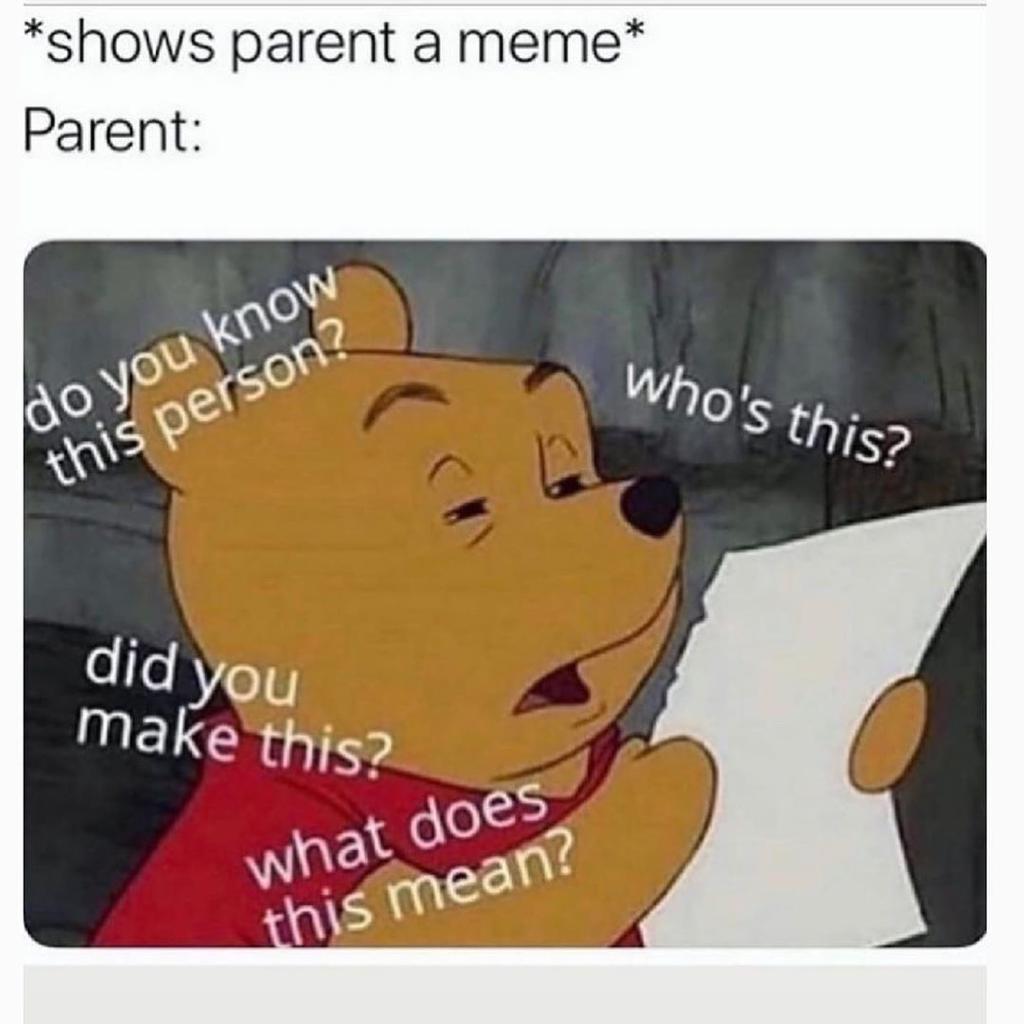 *shows parent a meme*
Parent:
do you know
this person?
who's this?
did you
make this?
what does
this mean?